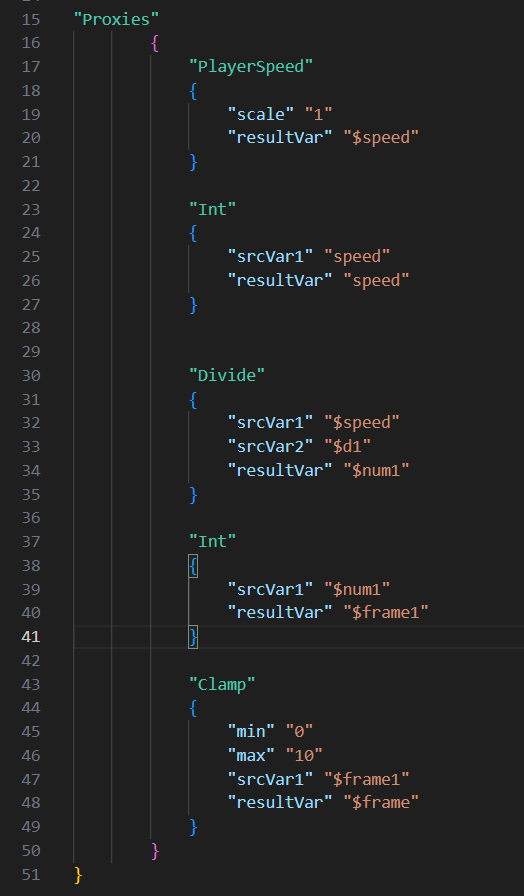 15 "Proxies"
16 {
17 "PlayerSpeed"
18 {
19 "scale" "1"
20 "resultVar" "$speed"
21 }
22
23 "Int"
24 {
25 "srcVar1" "speed"
26 "resultVar" "speed"
27 }
28
29
30 "Divide"
31 {
32 "srcVar1" "$speed"
33 "srcVar2" "$d1"
34 "resultVar" "$num1"
35 }
36
37 "Int"
38 {
39 "srcVar1" "$num1"
40 "resultVar" "$frame1"
41 }
42
43 "Clamp"
44 {
45 "min" "0"
46 "max" "10"
47 "srcVar1" "$frame1"
48 "resultVar" "$frame"
49 }
50 }
51 }